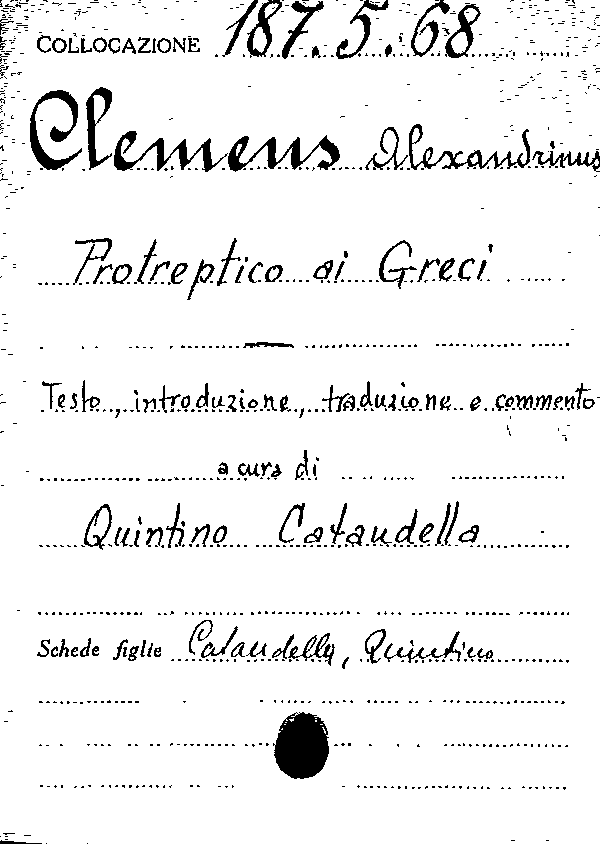 COLLOCAZIONE 187.5.68
Clemens Alexandrinus
Protreptico ai Greci
Testo, introduzione, traduzione e commento
a cura di
Quintino Cataudella
Schede figlie Cataudella, Quintino